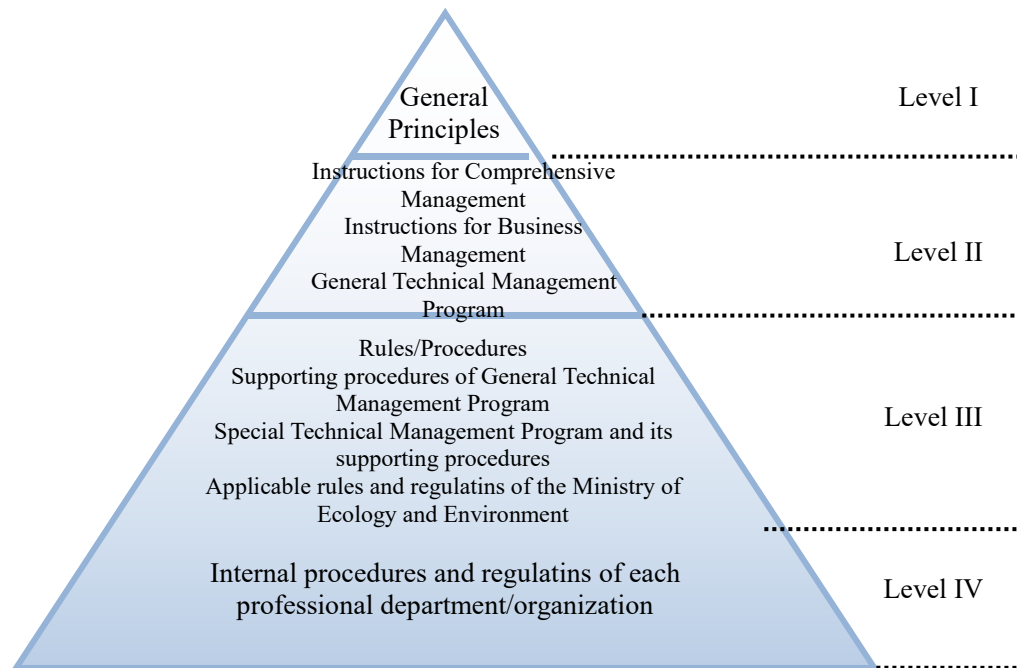 General
Principles
Level I
Instructions for Comprehensive
Management
Instructions for Business
Management
General Technical Management
Program
Level II
Rules/Procedures
Supporting procedures of General Technical
Management Program
Special Technical Management Program and its
supporting procedures
Applicable rules and regulatins of the Ministry of
Ecology and Environment
Level III
Internal procedures and regulatins of each
professional department/organization
Level IV